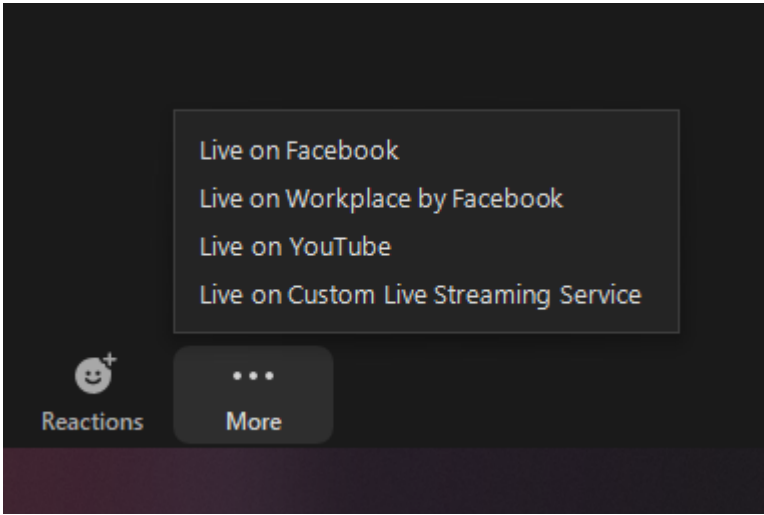 Live on Facebook
Live on Workplace by Facebook
Live on YouTube
Live on Custom Live Streaming Service
Reactions
More